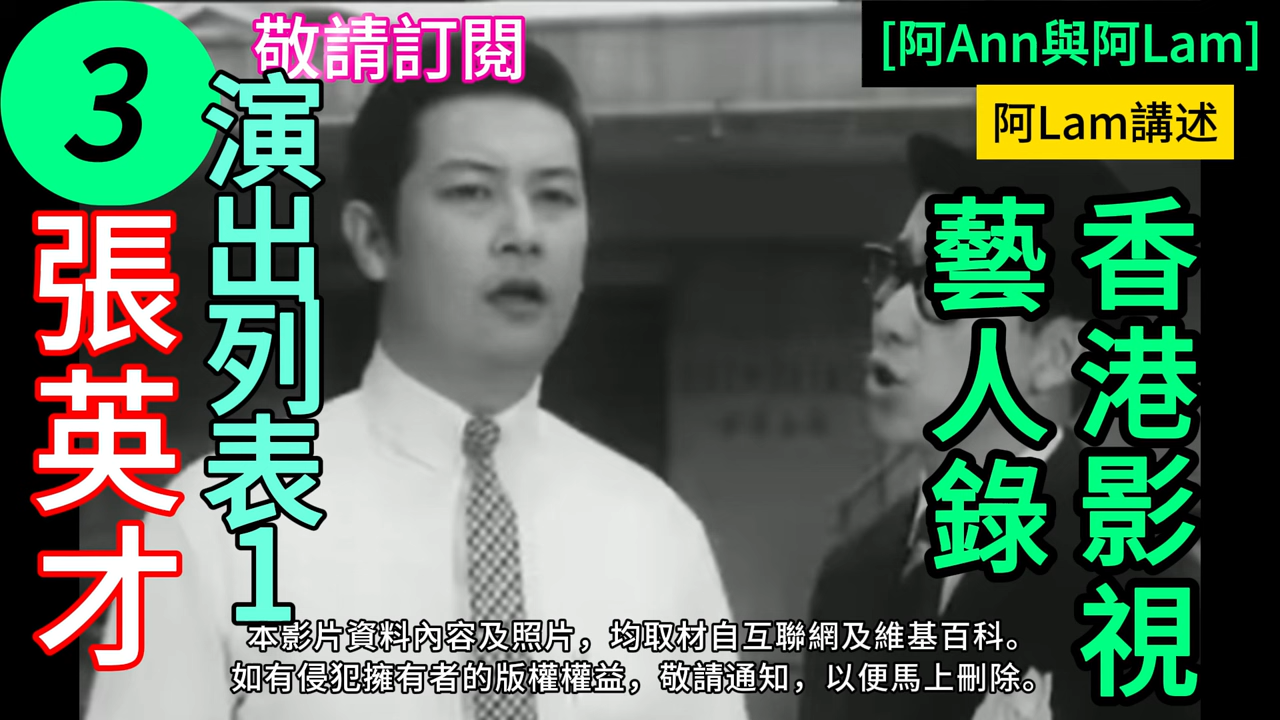 3
敬請訂閱
[阿Ann與阿Lam]
阿Lam講述
香港影視
藝人錄
演出列表1
張英才
本影片資料內容及照片，均取材自互聯網及維基百科。
如有侵犯擁有者的版權權益，敬請通知，以便馬上刪除。